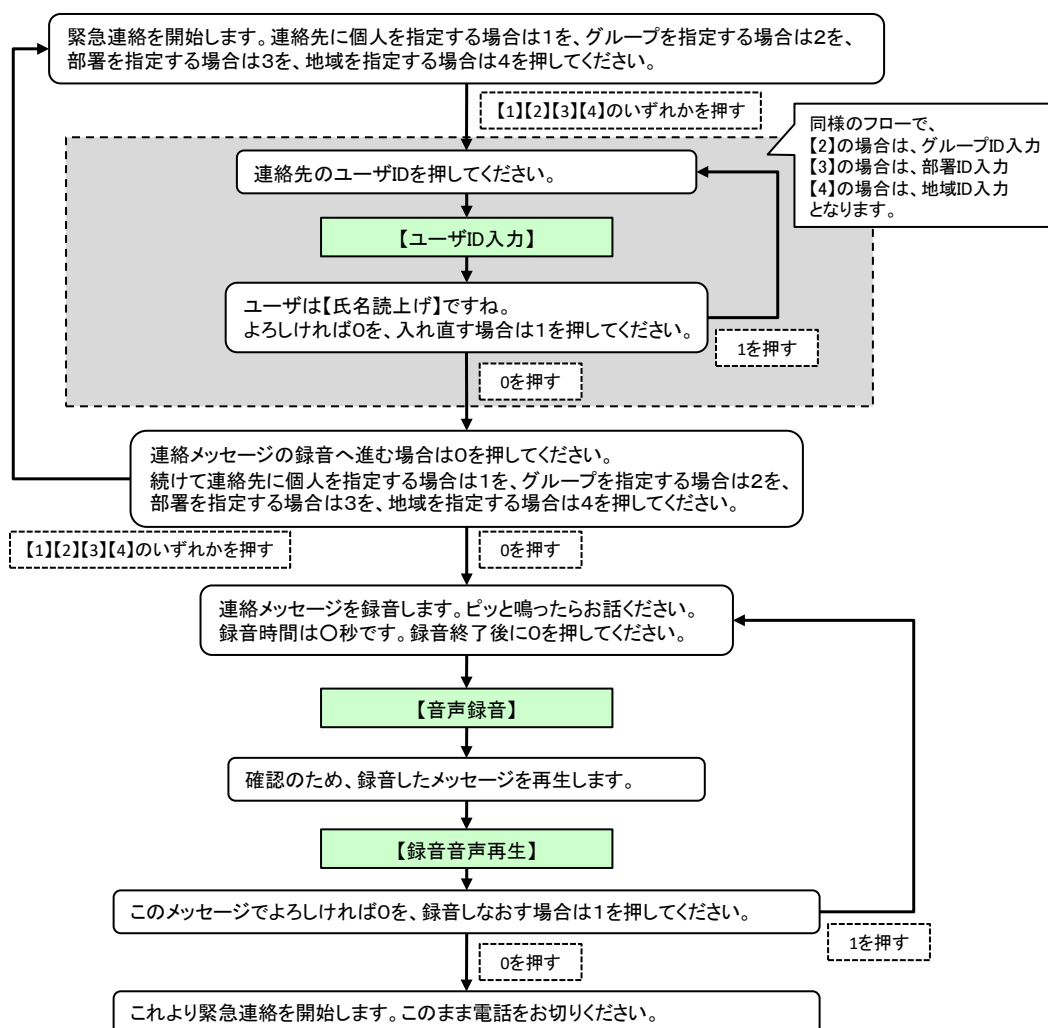 緊急連絡を開始します。連絡先に個人を指定する場合は1を、グループを指定する場合は2を、
部署を指定する場合は3を、地域を指定する場合は4を押してください。
【1】【2】【3】【4】のいずれかを押す
同様のフローで、
【2】の場合は、グループID入力
【3】の場合は、部署ID入力
【4】の場合は、地域ID入力
となります。
連絡先のユーザIDを押してください。
【ユーザID入力】
ユーザは【氏名読上げ】ですね。
よろしければ0を、入れ直す場合は1を押してください。
1を押す
0を押す
連絡メッセージの録音へ進む場合は0を押してください。
続けて連絡先に個人を指定する場合は1を、グループを指定する場合は2を、
部署を指定する場合は3を、地域を指定する場合は4を押してください。
【1】【2】【3】【4】のいずれかを押す
0を押す
連絡メッセージを録音します。ピッと鳴ったらお話ください。
録音時間は〇秒です。録音終了後に0を押してください。
【音声録音】
確認のため、録音したメッセージを再生します。
【録音音声再生】
このメッセージでよろしければ0を、録音しなおす場合は1を押してください。
1を押す
0を押す
これより緊急連絡を開始します。このまま電話をお切りください。